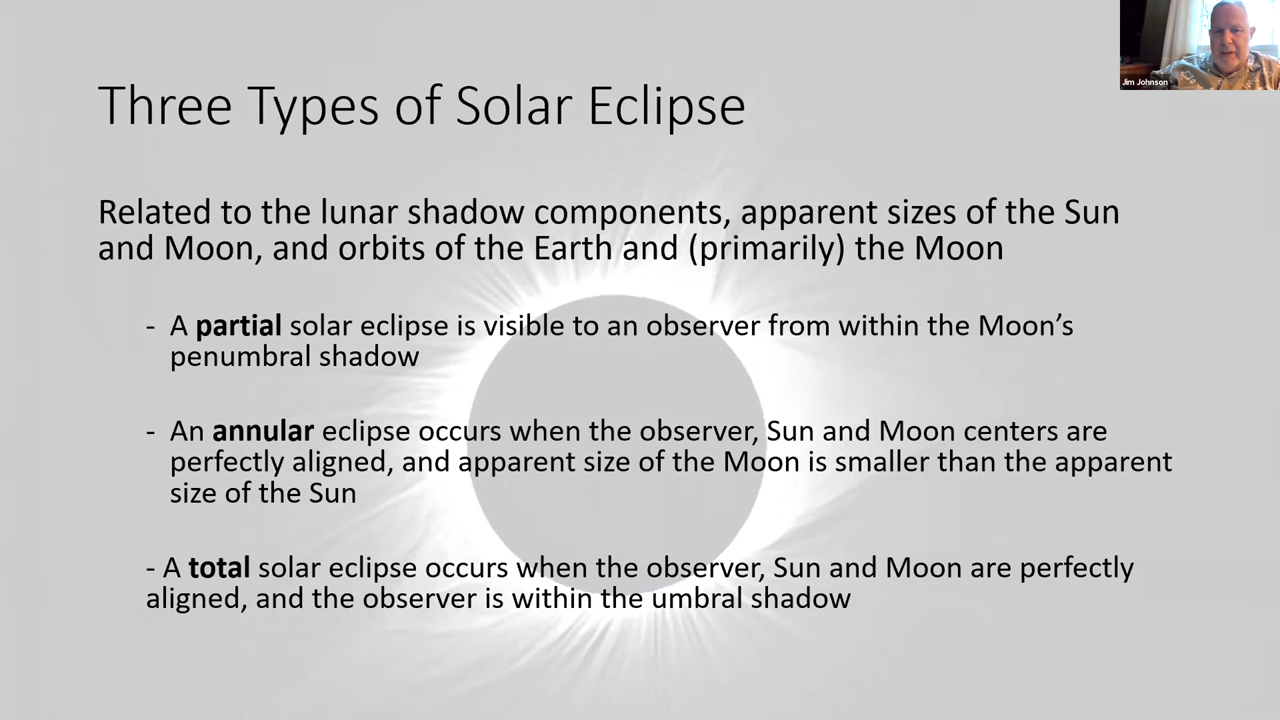 Jim Johnson
Three Types of Solar Eclipse
Related to the lunar shadow components, apparent sizes of the Sun
and Moon, and orbits of the Earth and (primarily) the Moon
- A partial solar eclipse is visible to an observer from within the Moon’s
penumbral shadow
- An annular eclipse occurs when the observer, Sun and Moon centers are
perfectly aligned, and apparent size of the Moon is smaller than the apparent
size of the Sun
- A total solar eclipse occurs when the observer, Sun and Moon are perfectly
aligned, and the observer is within the umbral shadow